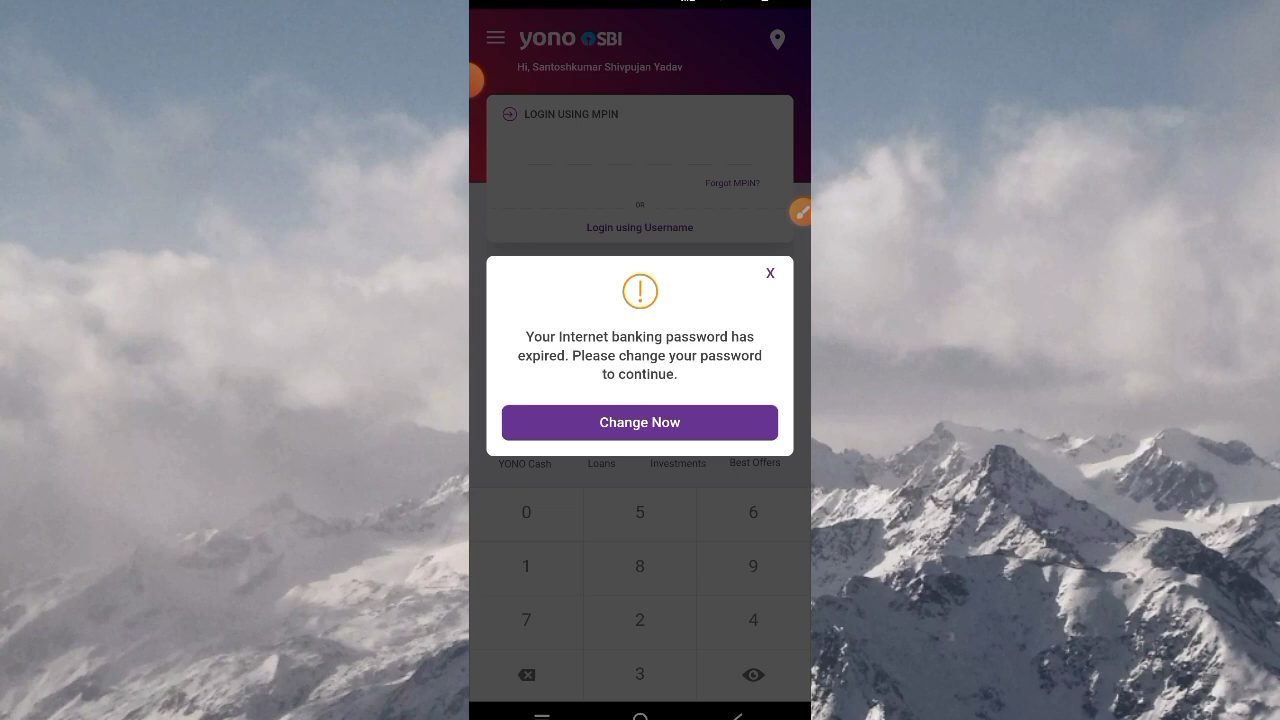 yono SBI
Hi, Santoshkumar Shivpujan Yadav
LOGIN USING MPIN
Forgot MPIN?
OR
Login using Username
X
Your Internet banking password has
expired. Please change your password
to continue.
Change Now
YONO Cash Loans Investments Best Offers
0 5 6
1 8 9
7 2 4
3